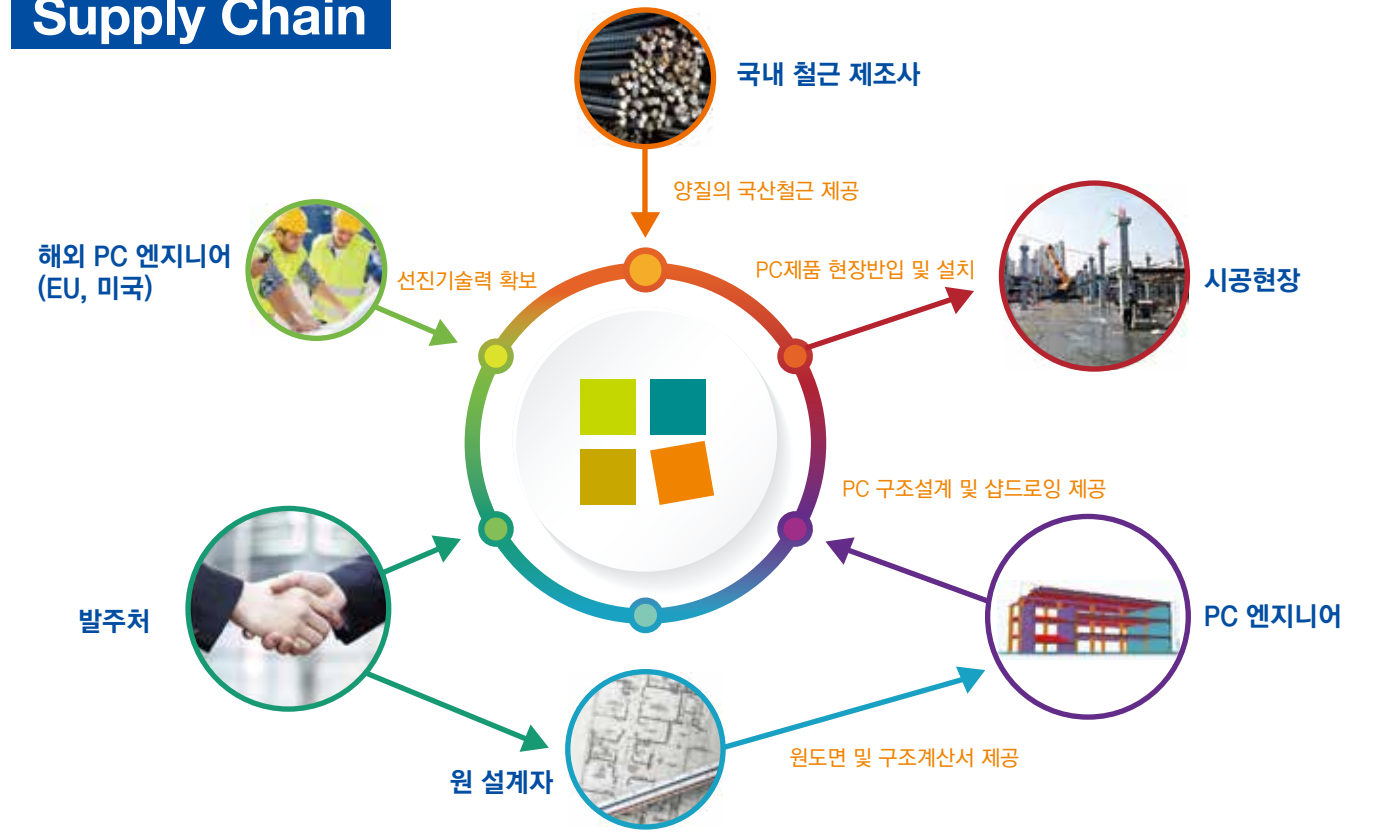 Supply Chain
국내 철근 제조사
양질의 국산철근 제공
해외 PC 엔지니어
(EU, 미국)
선진기술력 확보
PC제품 현장반입 및 설치
시공현장
PC 구조설계 및 샵드로잉 제공
발주처
PC 엔지니어
원 설계자
원도면 및 구조계산서 제공